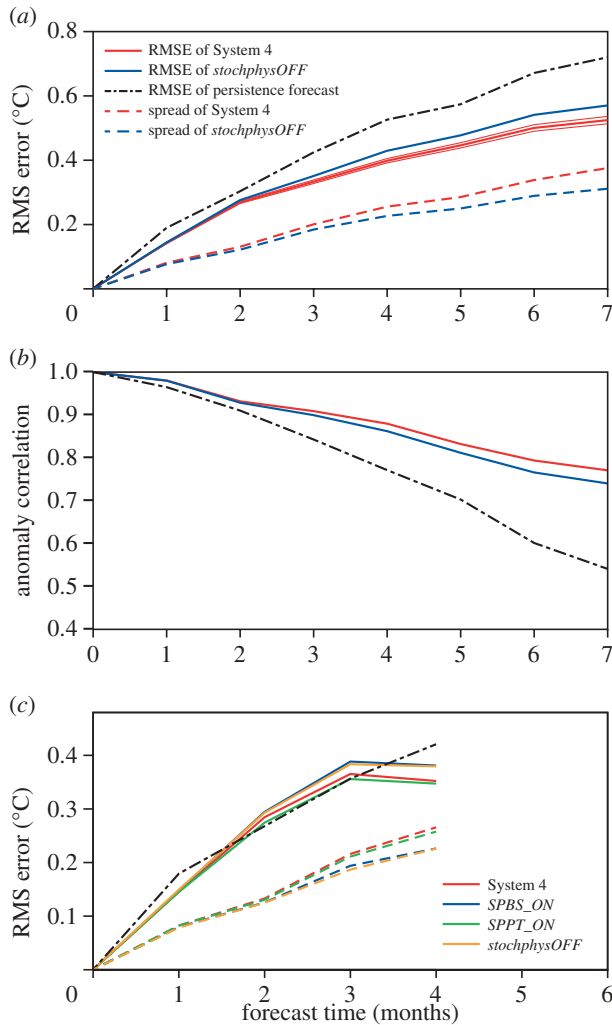 (a)
0.8
0.6
0.4
0.2
RMS error (°C)
RMSE of System 4
RMSE of stochphysOFF
RMSE of persistence forecast
spread of System 4
spread of stochphysOFF
0 1 2 3 4 5 6 7
(b)
1.0
0.9
0.8
0.7
0.6
0.5
0.4
anomaly correlation
0 1 2 3 4 5 6 7
(c)
0.4
0.3
0.2
0.1
RMS error (°C)
System 4
SPBS_ON
SPPT_ON
stochphysOFF
0 1 2 3 4 5 6
forecast time (months)